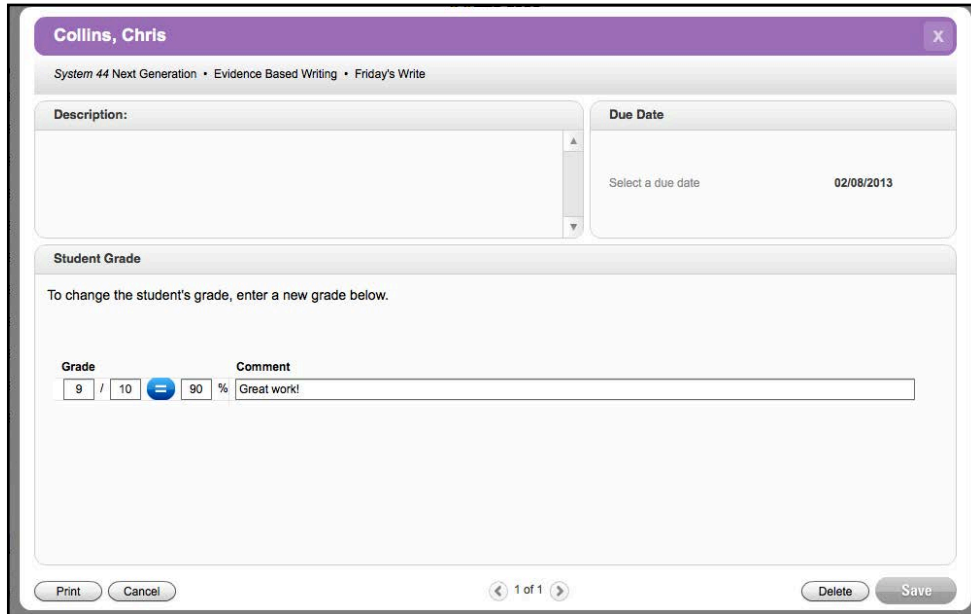 Collins, Chris
X
System 44 Next Generation • Evidence Based Writing • Friday's Write
Description:
Due Date
Select a due date 02/08/2013
Student Grade
To change the student's grade, enter a new grade below.
Grade Comment
9 / 10 = 90 % Great work!
Print Cancel 1 of 1 Delete Save